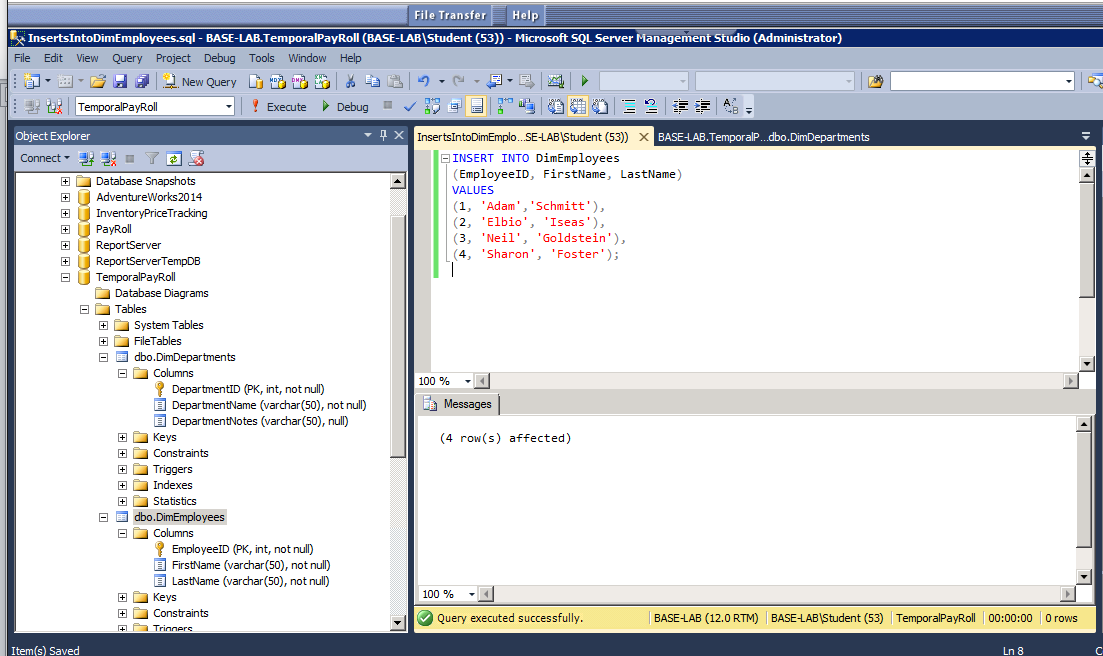 File Transfer Help
InsertsIntoDimEmployees.sql - BASE-LAB.TemporalPayRoll (BASE-LAB\Student (53)) - Microsoft SQL Server Management Studio (Administrator)
File Edit View Query Project Debug Tools Window Help
New Query
TemporalPayRoll Execute Debug
Object Explorer
Connect
Database Snapshots
AdventureWorks2014
InventoryPriceTracking
PayRoll
ReportServer
ReportServerTempDB
TemporalPayRoll
Database Diagrams
Tables
System Tables
FileTables
dbo.DimDepartments
Columns
DepartmentID (PK, int, not null)
DepartmentName (varchar(50), not null)
DepartmentNotes (varchar(50), null)
Keys
Constraints
Triggers
Indexes
Statistics
dbo.DimEmployees
Columns
EmployeeID (PK, int, not null)
FirstName (varchar(50), not null)
LastName (varchar(50), not null)
Keys
Constraints
Triggers
InsertsIntoDimEmplo...SE-LAB\Student (53)) BASE-LAB.TemporalP...dbo.DimDepartments
INSERT INTO DimEmployees
(EmployeeID, FirstName, LastName)
VALUES
(1, 'Adam','Schmitt'),
(2, 'Elbio', 'Iseas'),
(3, 'Neil', 'Goldstein'),
(4, 'Sharon', 'Foster');
100 %
Messages
(4 row(s) affected)
100 %
Query executed successfully. BASE-LAB (12.0 RTM) BASE-LAB\Student (53) TemporalPayRoll 00:00:00 0 rows
Item(s) Saved Ln 8